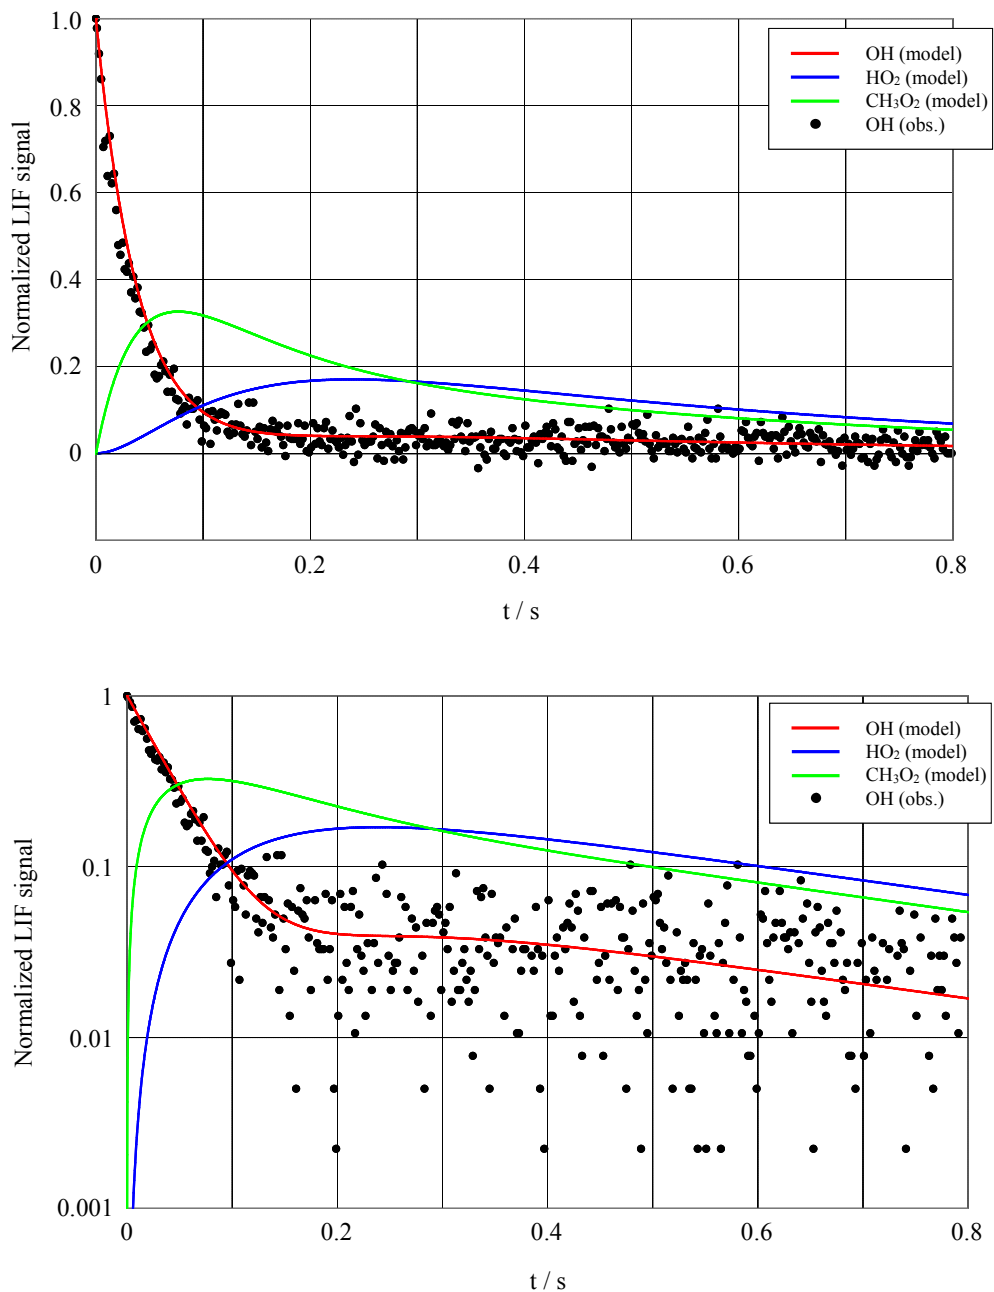 1.0
0.8
0.6
0.4
0.2
0
Normalized LIF signal
OH (model)
HO₂ (model)
CH₃O₂ (model)
OH (obs.)
0 0.2 0.4 0.6 0.8
t / s
1
0.1
0.01
0.001
Normalized LIF signal
OH (model)
HO₂ (model)
CH₃O₂ (model)
OH (obs.)
0 0.2 0.4 0.6 0.8
t / s